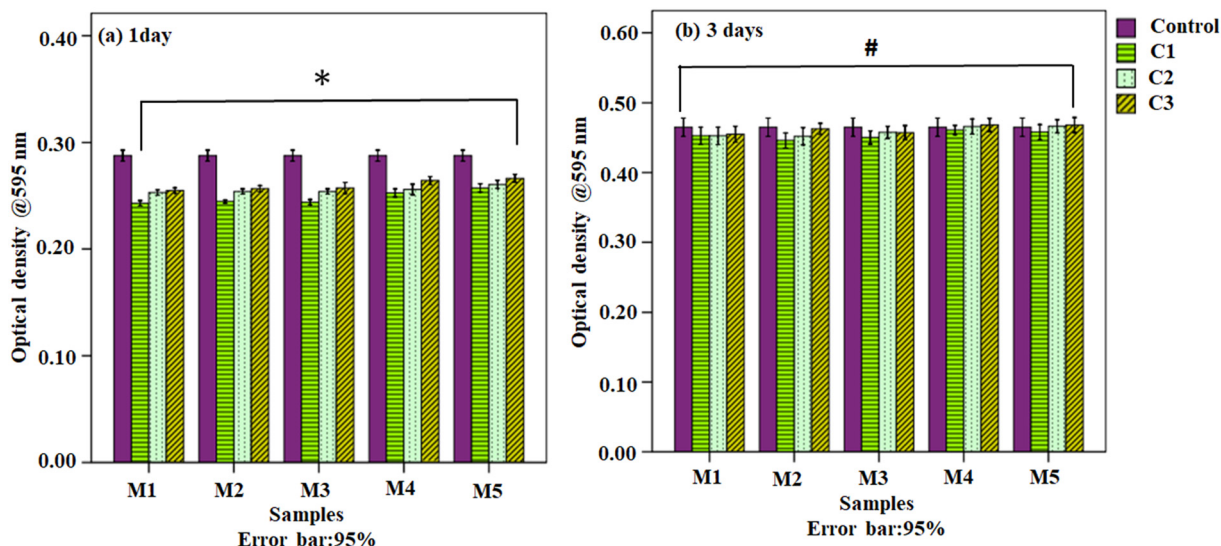 (a) 1day
*
Optical density @595 nm
0.40
0.30
0.20
0.10
0.00
M1 M2 M3 M4 M5
Samples
Error bar:95%
(b) 3 days
#
Optical density @595 nm
0.60
0.50
0.40
0.30
0.20
0.10
0.00
M1 M2 M3 M4 M5
Samples
Error bar:95%
Control
C1
C2
C3